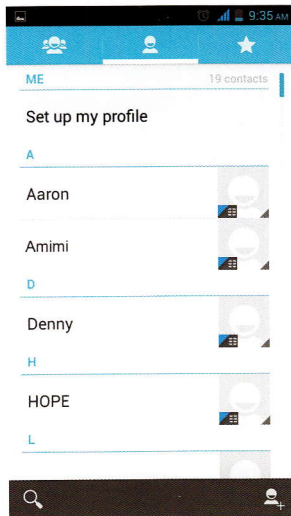 9:35 AM
ME 19 contacts
Set up my profile
A
Aaron
Amimi
D
Denny
H
HOPE
L